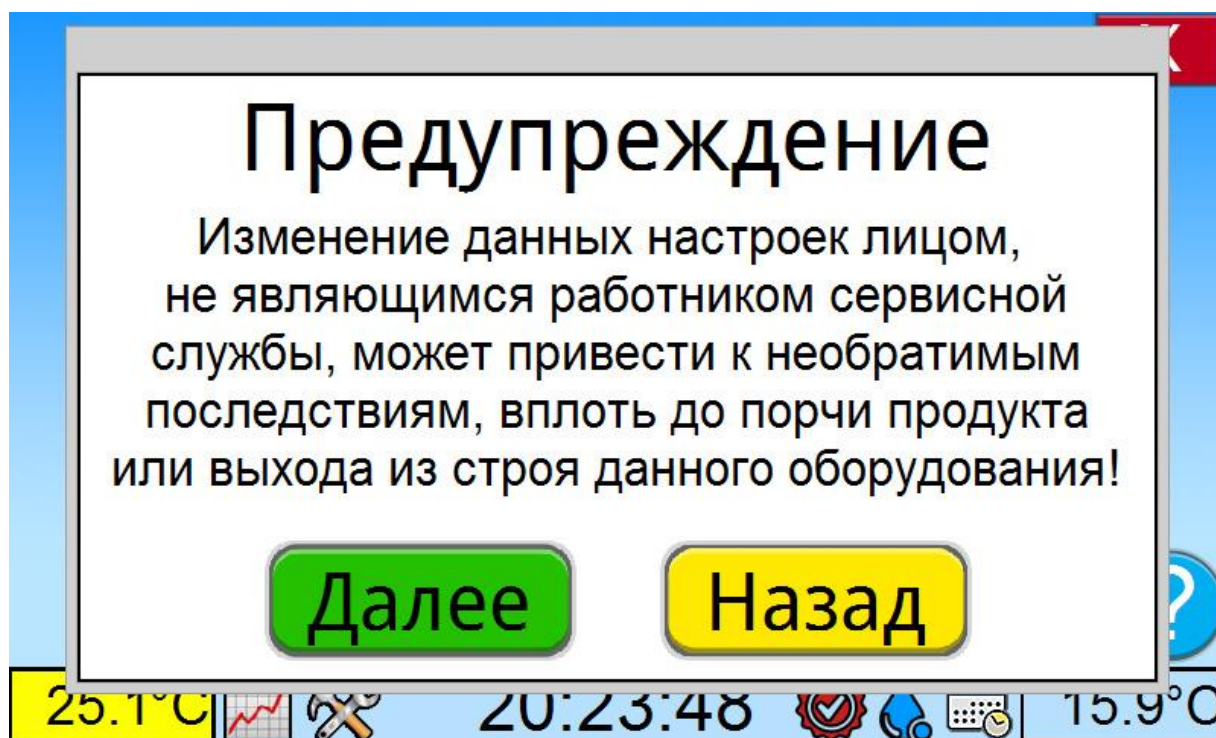 X
Предупреждение
Изменение данных настроек лицом,
не являющимся работником сервисной
службы, может привести к необратимым
последствиям, вплоть до порчи продукта
или выхода из строя данного оборудования!
Далее Назад
?
25.1°C 20:23:48 15.9°C